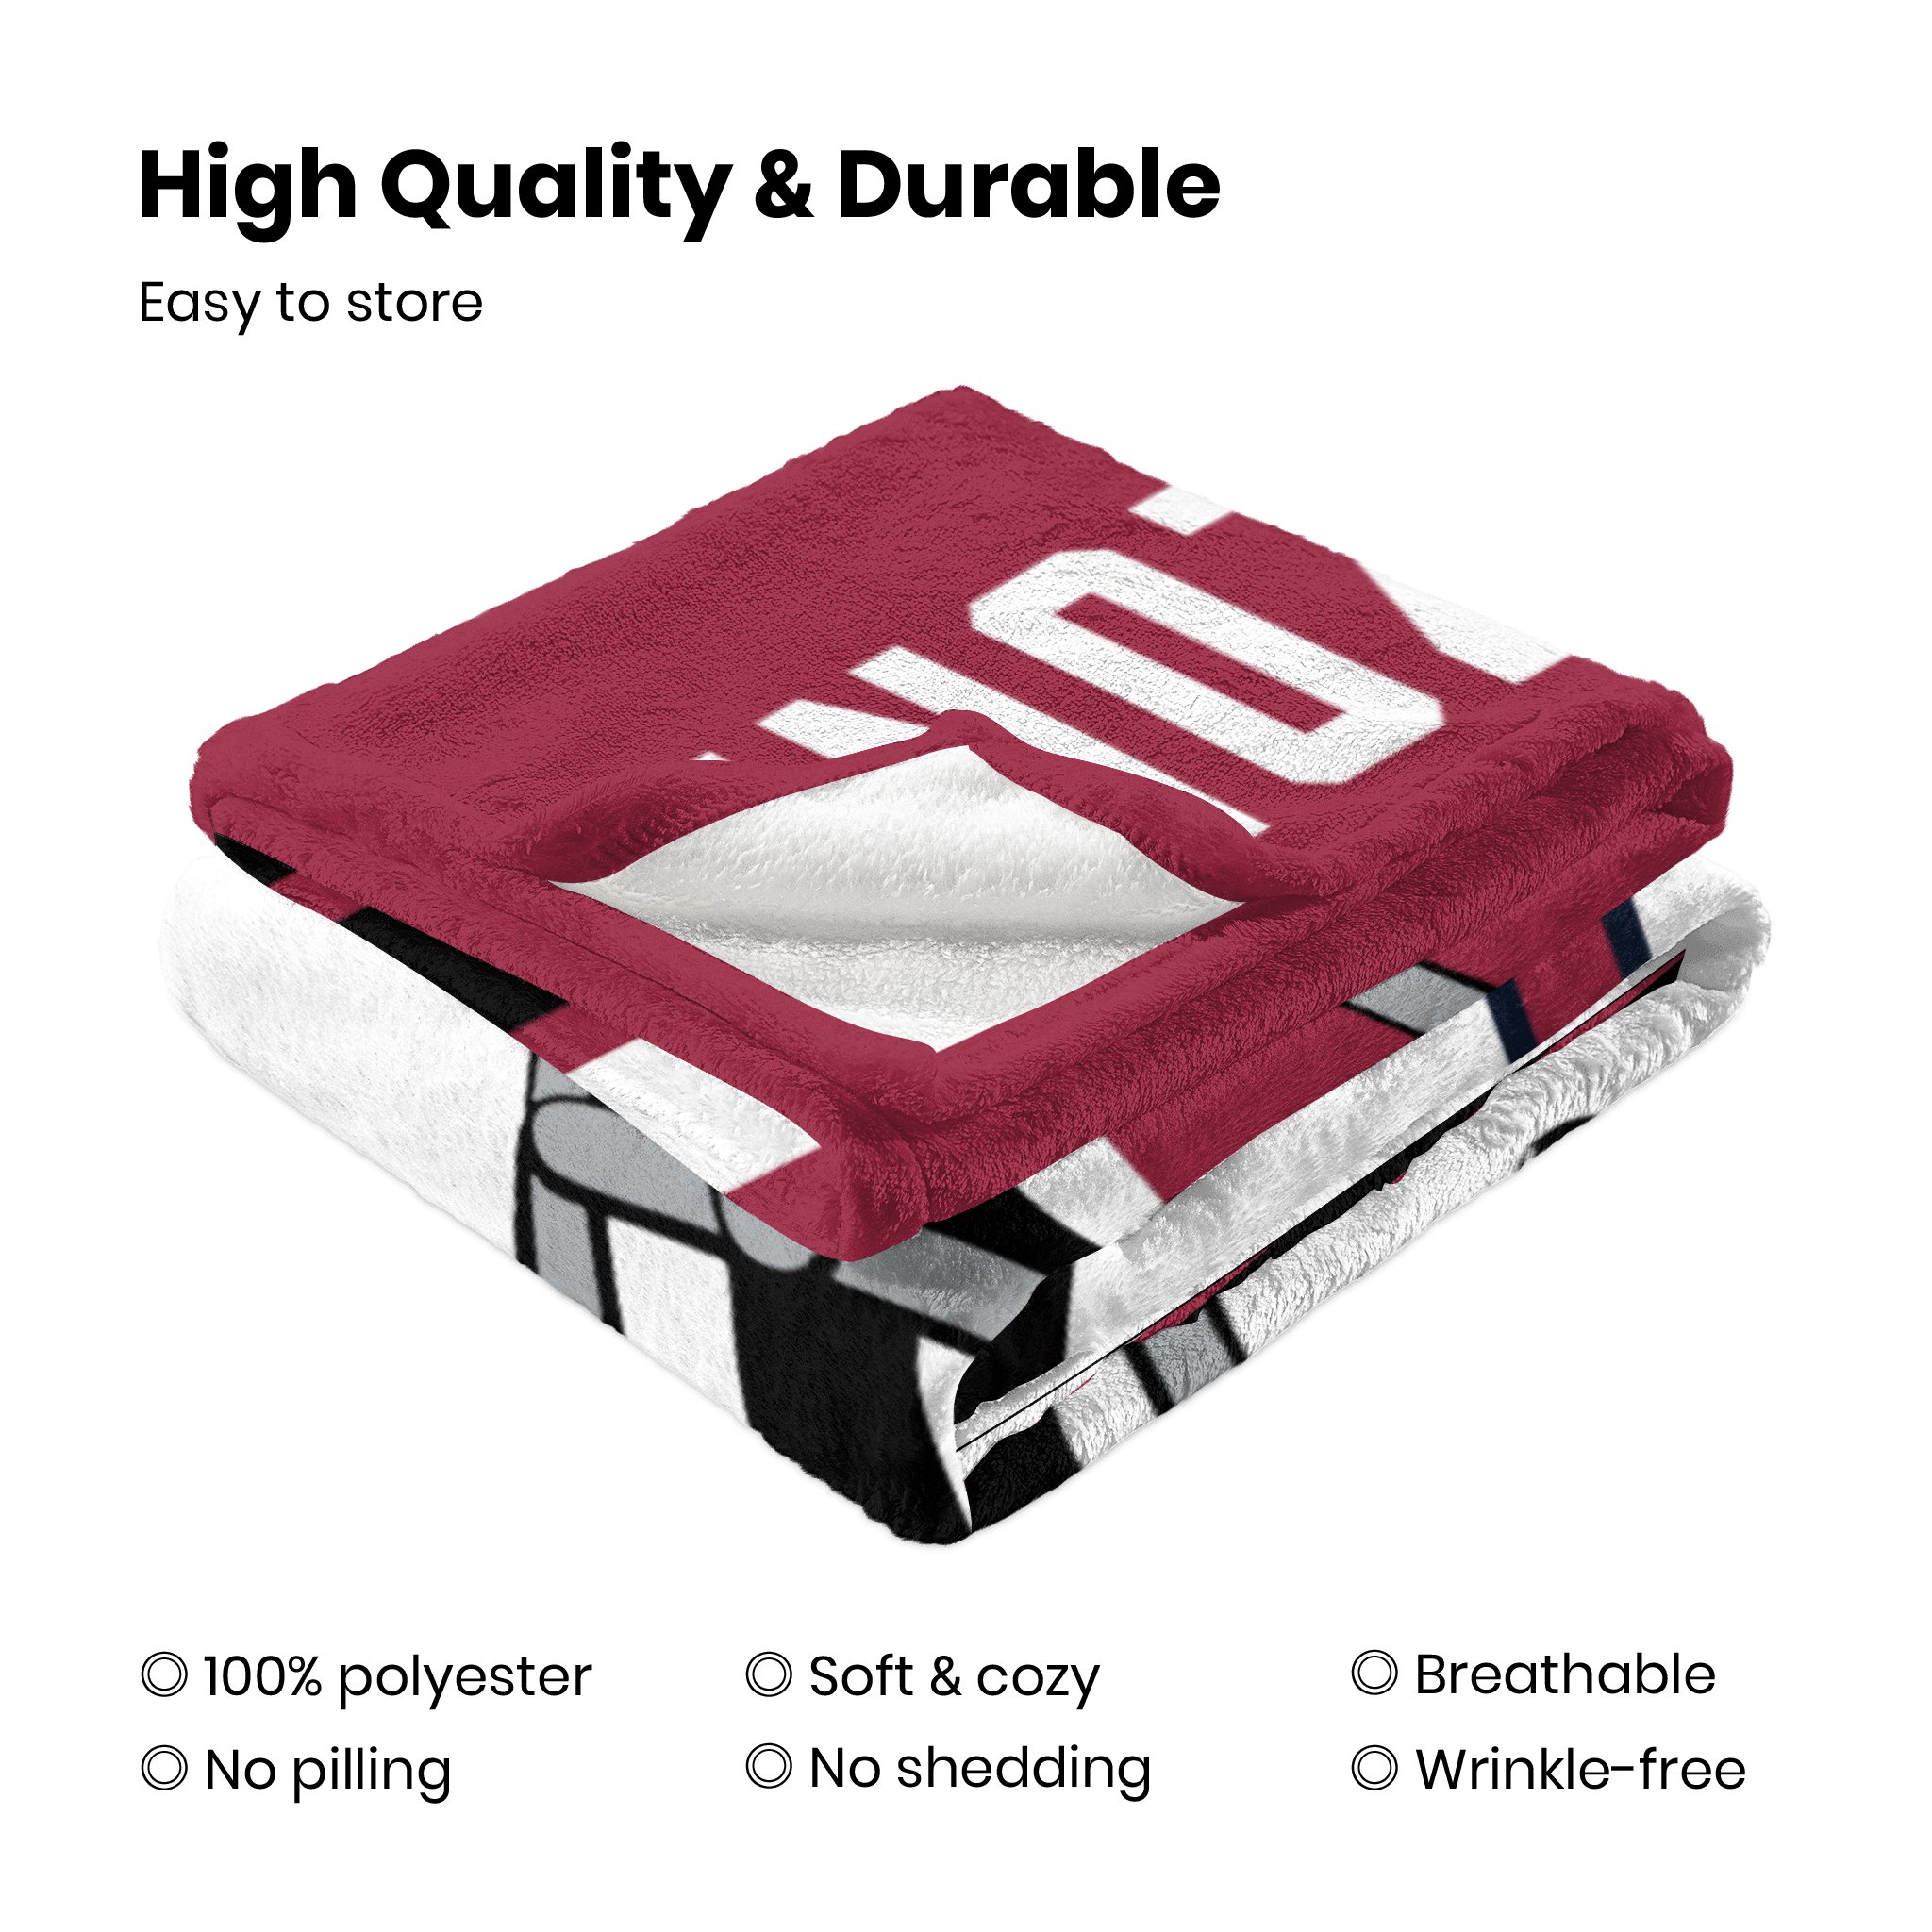 High Quality & Durable
Easy to store
100% polyester
Soft & cozy
Breathable
No pilling
No shedding
Wrinkle-free